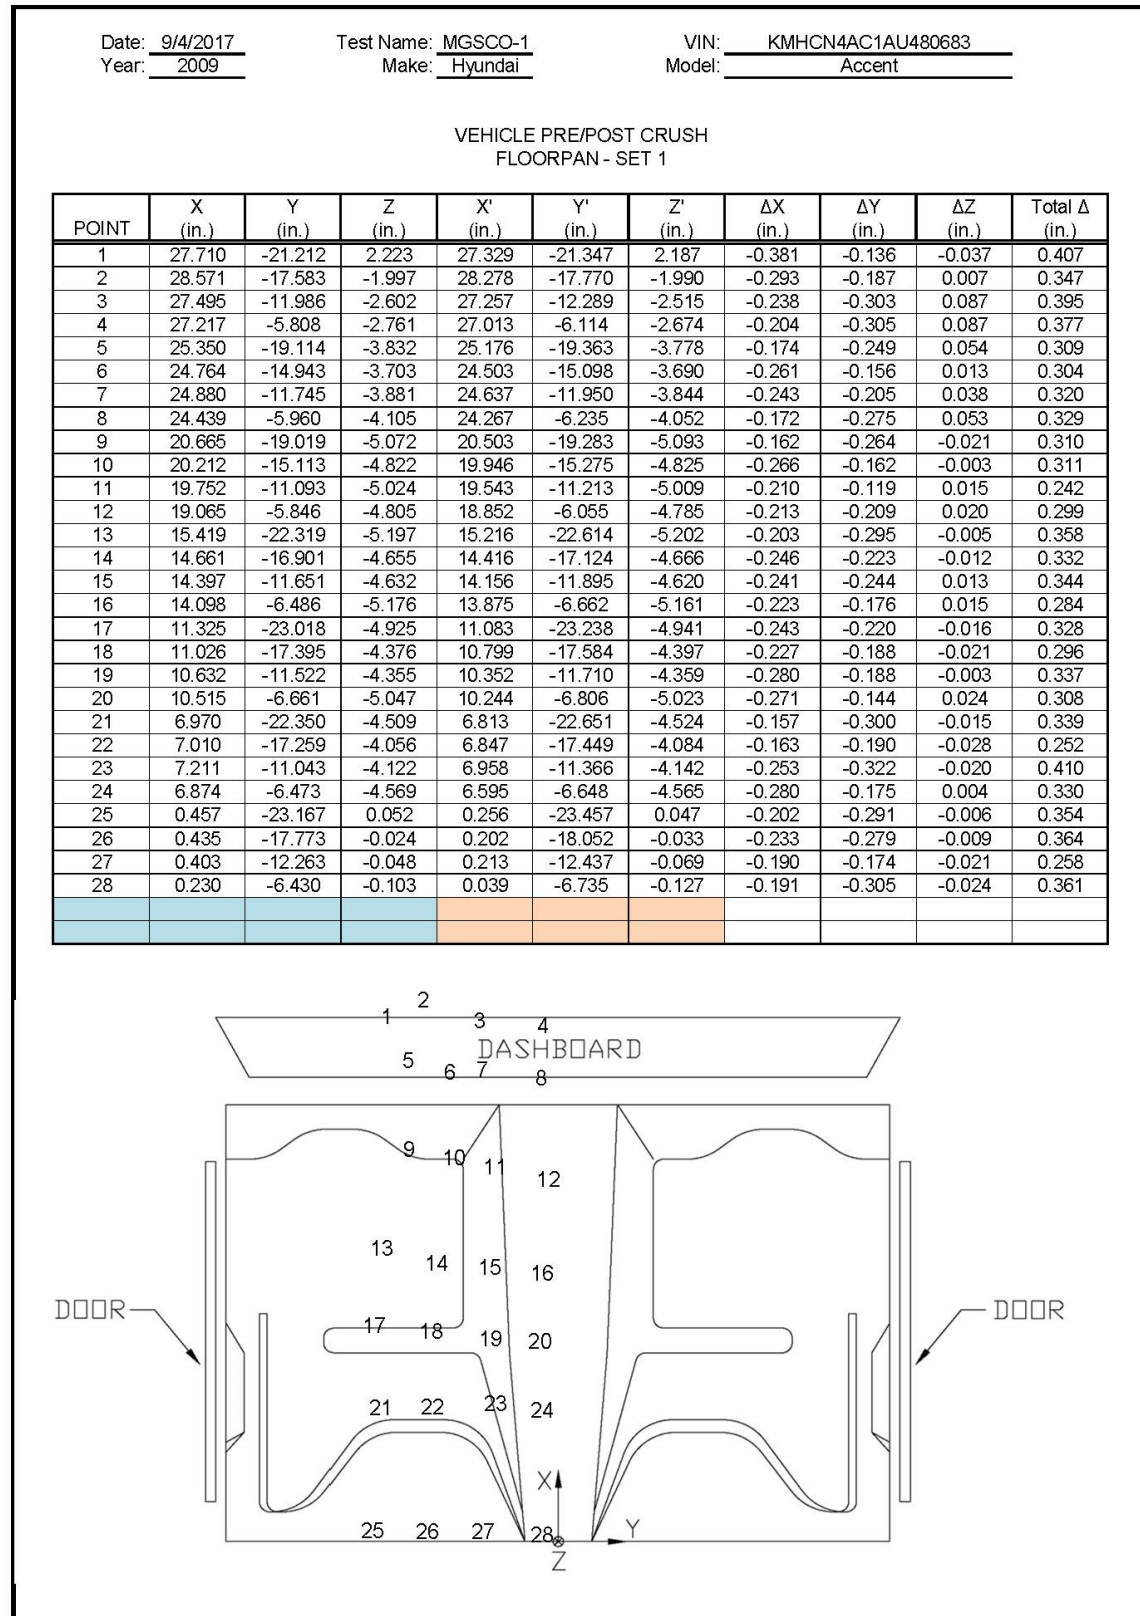 Date: 9/4/2017 Test Name: MGSCO-1 VIN: KMHCN4AC1AU480683
Year: 2009 Make: Hyundai Model: Accent
VEHICLE PRE/POST CRUSH
FLOORPAN - SET 1
POINT X (in.) Y (in.) Z (in.) X' (in.) Y' (in.) Z' (in.) ΔX (in.) ΔY (in.) ΔZ (in.) Total Δ (in.)
1 27.710 -21.212 2.223 27.329 -21.347 2.187 -0.381 -0.136 -0.037 0.407
2 28.571 -17.583 -1.997 28.278 -17.770 -1.990 -0.293 -0.187 0.007 0.347
3 27.495 -11.986 -2.602 27.257 -12.289 -2.515 -0.238 -0.303 0.087 0.395
4 27.217 -5.808 -2.761 27.013 -6.114 -2.674 -0.204 -0.305 0.087 0.377
5 25.350 -19.114 -3.832 25.176 -19.363 -3.778 -0.174 -0.249 0.054 0.309
6 24.764 -14.943 -3.703 24.503 -15.098 -3.690 -0.261 -0.156 0.013 0.304
7 24.880 -11.745 -3.881 24.637 -11.950 -3.844 -0.243 -0.205 0.038 0.320
8 24.439 -5.960 -4.105 24.267 -6.235 -4.052 -0.172 -0.275 0.053 0.329
9 20.665 -19.019 -5.072 20.503 -19.283 -5.093 -0.162 -0.264 -0.021 0.310
10 20.212 -15.113 -4.822 19.946 -15.275 -4.825 -0.266 -0.162 -0.003 0.311
11 19.752 -11.093 -5.024 19.543 -11.213 -5.009 -0.210 -0.119 0.015 0.242
12 19.065 -5.846 -4.805 18.852 -6.055 -4.785 -0.213 -0.209 0.020 0.299
13 15.419 -22.319 -5.197 15.216 -22.614 -5.202 -0.203 -0.295 -0.005 0.358
14 14.661 -16.901 -4.655 14.416 -17.124 -4.666 -0.246 -0.223 -0.012 0.332
15 14.397 -11.651 -4.632 14.156 -11.895 -4.620 -0.241 -0.244 0.013 0.344
16 14.098 -6.486 -5.176 13.875 -6.662 -5.161 -0.223 -0.176 0.015 0.284
17 11.325 -23.018 -4.925 11.083 -23.238 -4.941 -0.243 -0.220 -0.016 0.328
18 11.026 -17.395 -4.376 10.799 -17.584 -4.397 -0.227 -0.188 -0.021 0.296
19 10.632 -11.522 -4.355 10.352 -11.710 -4.359 -0.280 -0.188 -0.003 0.337
20 10.515 -6.661 -5.047 10.244 -6.806 -5.023 -0.271 -0.144 0.024 0.308
21 6.970 -22.350 -4.509 6.813 -22.651 -4.524 -0.157 -0.300 -0.015 0.339
22 7.010 -17.259 -4.056 6.847 -17.449 -4.084 -0.163 -0.190 -0.028 0.252
23 7.211 -11.043 -4.122 6.958 -11.366 -4.142 -0.253 -0.322 -0.020 0.410
24 6.874 -6.473 -4.569 6.595 -6.648 -4.565 -0.280 -0.175 0.004 0.330
25 0.457 -23.167 0.052 0.256 -23.457 0.047 -0.202 -0.291 -0.006 0.354
26 0.435 -17.773 -0.024 0.202 -18.052 -0.033 -0.233 -0.279 -0.009 0.364
27 0.403 -12.263 -0.048 0.213 -12.437 -0.069 -0.190 -0.174 -0.021 0.258
28 0.230 -6.430 -0.103 0.039 -6.735 -0.127 -0.191 -0.305 -0.024 0.361
1 2 3 4
DASHBOARD
5 6 7 8
9 10 11 12
13 14 15 16
DOOR DOOR
17 18 19 20
21 22 23 24
X
25 26 27 28 Y
Z